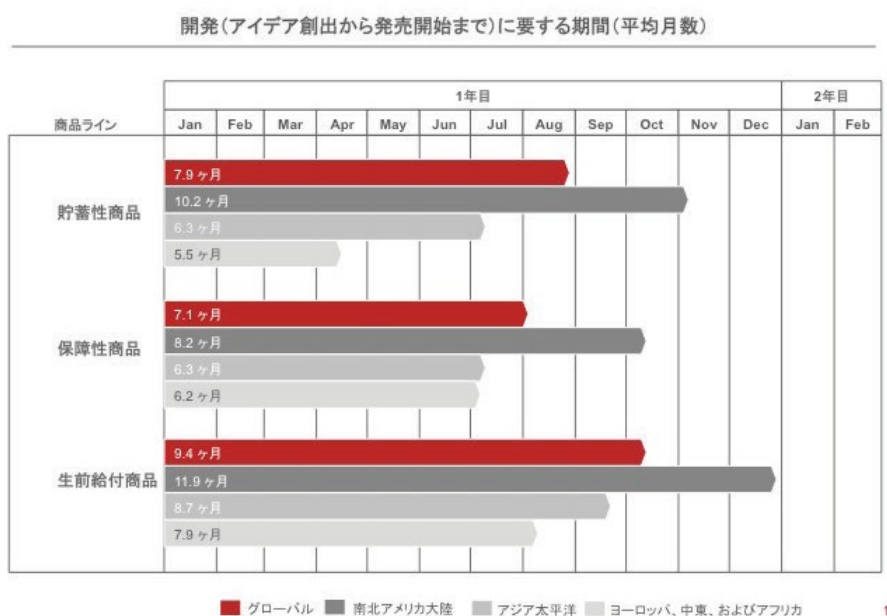 開発(アイデア創出から発売開始まで)に要する期間(平均月数)
1年目 2年目
商品ライン Jan Feb Mar Apr May Jun Jul Aug Sep Oct Nov Dec Jan Feb
貯蓄性商品
7.9 ヶ月
10.2 ヶ月
6.3 ヶ月
5.5 ヶ月
保障性商品
7.1 ヶ月
8.2 ヶ月
6.3 ヶ月
6.2 ヶ月
生前給付商品
9.4 ヶ月
11.9 ヶ月
8.7 ヶ月
7.9 ヶ月
グローバル 南北アメリカ大陸 アジア太平洋 ヨーロッパ、中東、およびアフリカ